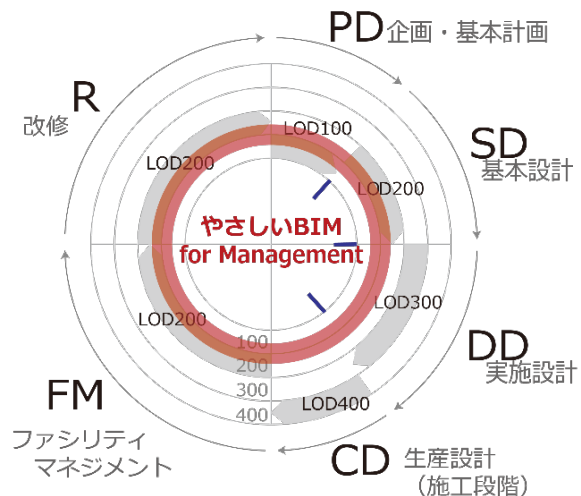 PD 企画・基本計画
R
改修
LOD100
LOD200
SD
基本設計
LOD200
やさしいBIM
for Management
LOD300
LOD200
100
200
300
400
DD
実施設計
LOD400
FM
ファシリティ
マネジメント
CD 生産設計
（施工段階）